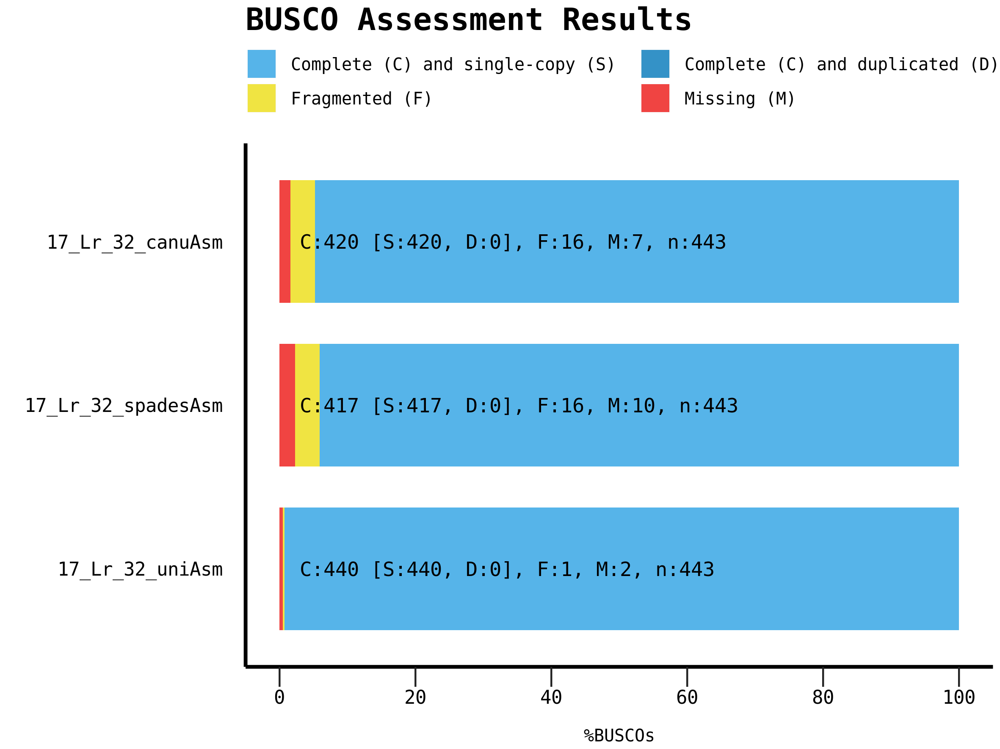 BUSCO Assessment Results
Complete (C) and single-copy (S)
Complete (C) and duplicated (D)
Fragmented (F)
Missing (M)
17_Lr_32_canuAsm
C:420 [S:420, D:0], F:16, M:7, n:443
17_Lr_32_spadesAsm
C:417 [S:417, D:0], F:16, M:10, n:443
17_Lr_32_uniAsm
C:440 [S:440, D:0], F:1, M:2, n:443
0 20 40 60 80 100
%BUSCOs